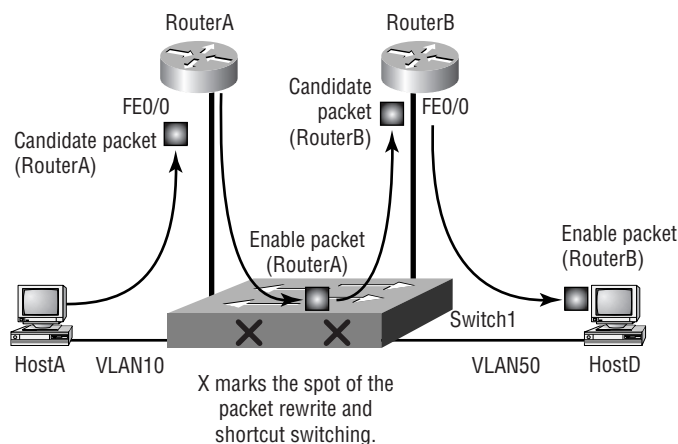 RouterA
RouterB
FE0/0
Candidate packet
(RouterA)
Candidate
packet
(RouterB)
FE0/0
Enable packet
(RouterA)
Enable packet
(RouterB)
Switch1
HostA
VLAN10
VLAN50
HostD
X marks the spot of the
packet rewrite and
shortcut switching.